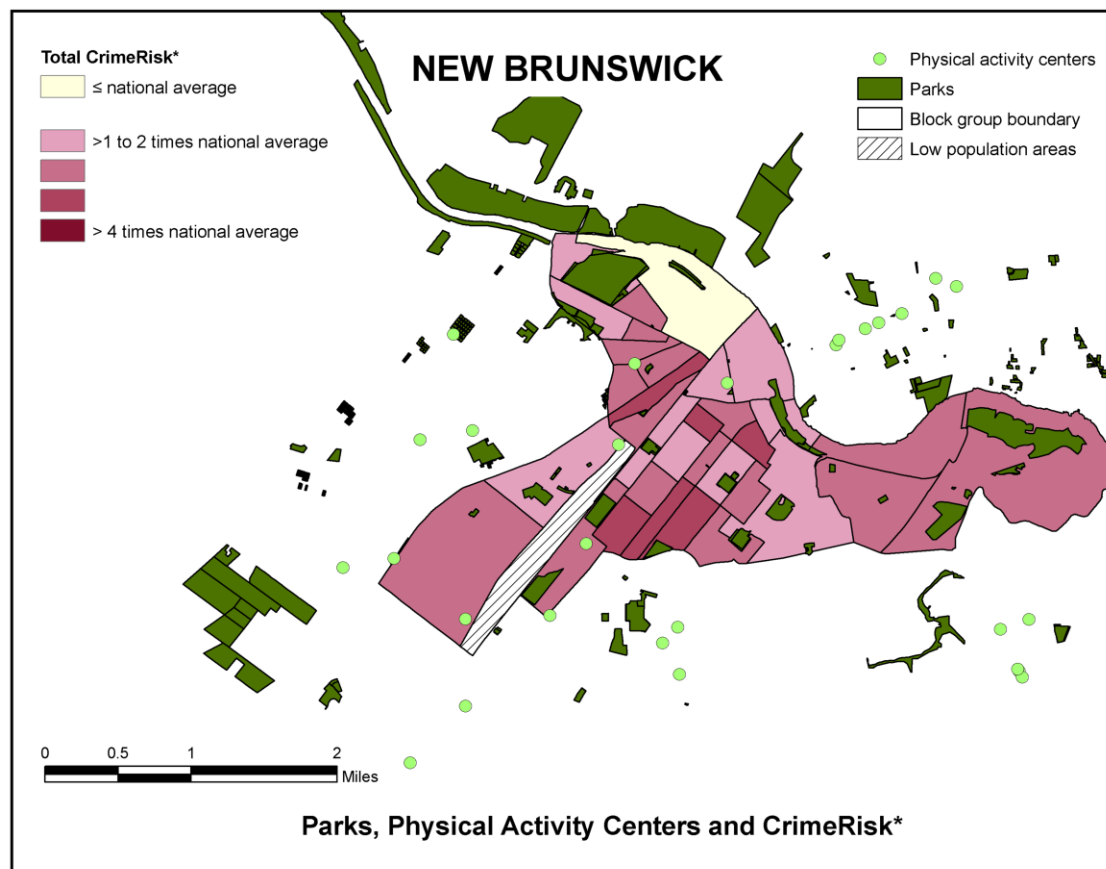 NEW BRUNSWICK
Total CrimeRisk*
≤ national average
>1 to 2 times national average
> 4 times national average
Physical activity centers
Parks
Block group boundary
Low population areas
0 0.5 1 2
Miles
Parks, Physical Activity Centers and CrimeRisk*